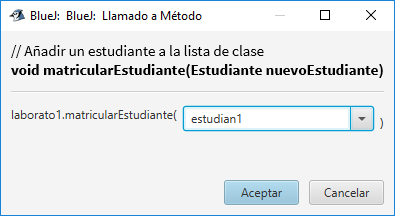 BlueJ: BlueJ: Llamado a Método
// Añadir un estudiante a la lista de clase
void matricularEstudiante(Estudiante nuevoEstudiante)
laborato1.matricularEstudiante( estudian1 )
Aceptar Cancelar